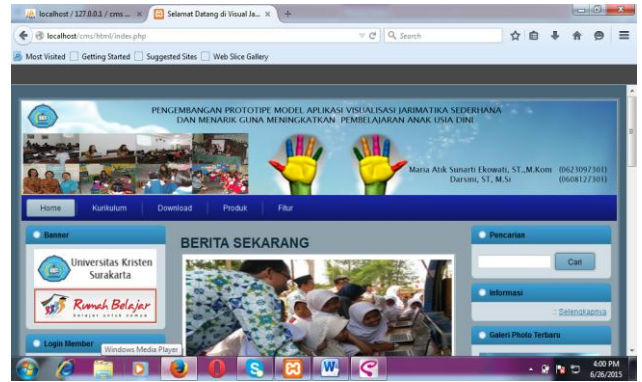 localhost / 127.0.0.1 / cms ...
Selamat Datang di Visual Ja...
localhost/cms/html/index.php
Search
Most Visited
Getting Started
Suggested Sites
Web Slice Gallery
PENGEMBANGAN PROTOTIPE MODEL APLIKASI VISUALISASI JARIMATIKA SEDERHANA
DAN MENARIK GUNA MENINGKATKAN PEMBELAJARAN ANAK USIA DINI
Maria Atik Sunarti Ekowati, ST.,M.Kom (0623097301)
Darsini, ST, M.Si (0608127301)
Home
Kurikulum
Download
Produk
Fitur
Banner
Universitas Kristen
Surakarta
Rumah Belajar
belajar untuk semua
Login Member
BERITA SEKARANG
Pencarian
Cari
Informasi
: Selengkapnya
Galeri Photo Terbaru
Windows Media Player
4:00 PM
6/26/2015